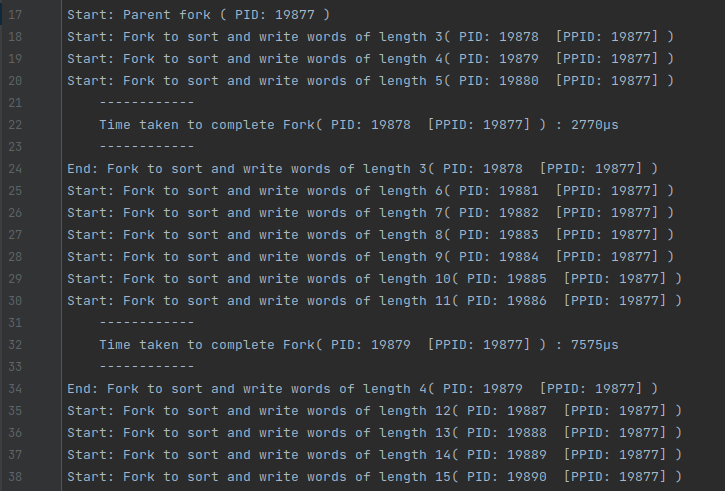 17 Start: Parent fork ( PID: 19877 )
18 Start: Fork to sort and write words of length 3( PID: 19878  [PPID: 19877] )
19 Start: Fork to sort and write words of length 4( PID: 19879  [PPID: 19877] )
20 Start: Fork to sort and write words of length 5( PID: 19880  [PPID: 19877] )
21     ------------
22     Time taken to complete Fork( PID: 19878  [PPID: 19877] ) : 2770µs
23     ------------
24 End: Fork to sort and write words of length 3( PID: 19878  [PPID: 19877] )
25 Start: Fork to sort and write words of length 6( PID: 19881  [PPID: 19877] )
26 Start: Fork to sort and write words of length 7( PID: 19882  [PPID: 19877] )
27 Start: Fork to sort and write words of length 8( PID: 19883  [PPID: 19877] )
28 Start: Fork to sort and write words of length 9( PID: 19884  [PPID: 19877] )
29 Start: Fork to sort and write words of length 10( PID: 19885  [PPID: 19877] )
30 Start: Fork to sort and write words of length 11( PID: 19886  [PPID: 19877] )
31     ------------
32     Time taken to complete Fork( PID: 19879  [PPID: 19877] ) : 7575µs
33     ------------
34 End: Fork to sort and write words of length 4( PID: 19879  [PPID: 19877] )
35 Start: Fork to sort and write words of length 12( PID: 19887  [PPID: 19877] )
36 Start: Fork to sort and write words of length 13( PID: 19888  [PPID: 19877] )
37 Start: Fork to sort and write words of length 14( PID: 19889  [PPID: 19877] )
38 Start: Fork to sort and write words of length 15( PID: 19890  [PPID: 19877] )